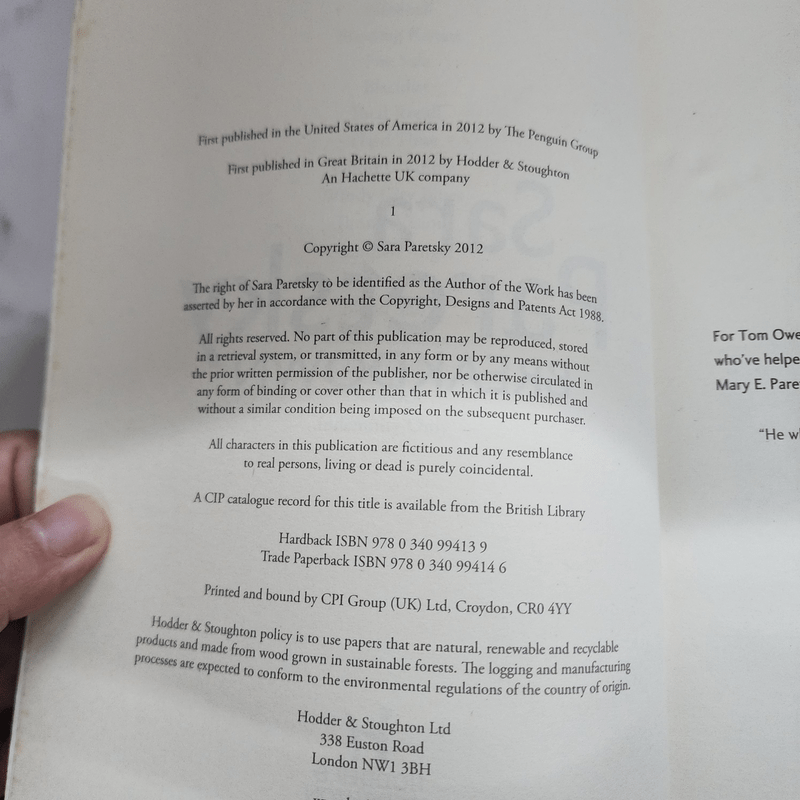 First published in the United States of America in 2012 by The Penguin Group
First published in Great Britain in 2012 by Hodder & Stoughton
An Hachette UK company
1
Copyright © Sara Paretsky 2012
The right of Sara Paretsky to be identified as the Author of the Work has been
asserted by her in accordance with the Copyright, Designs and Patents Act 1988.
All rights reserved. No part of this publication may be reproduced, stored
in a retrieval system, or transmitted, in any form or by any means without
the prior written permission of the publisher, nor be otherwise circulated in
any form of binding or cover other than that in which it is published and
without a similar condition being imposed on the subsequent purchaser.
All characters in this publication are fictitious and any resemblance
to real persons, living or dead is purely coincidental.
A CIP catalogue record for this title is available from the British Library
Hardback ISBN 978 0 340 99413 9
Trade Paperback ISBN 978 0 340 99414 6
Printed and bound by CPI Group (UK) Ltd, Croydon, CR0 4YY
Hodder & Stoughton policy is to use papers that are natural, renewable and recyclable
products and made from wood grown in sustainable forests. The logging and manufacturing
processes are expected to conform to the environmental regulations of the country of origin.
Hodder & Stoughton Ltd
338 Euston Road
London NW1 3BH
For Tom Owe
who've helpe
Mary E. Pare
"He w